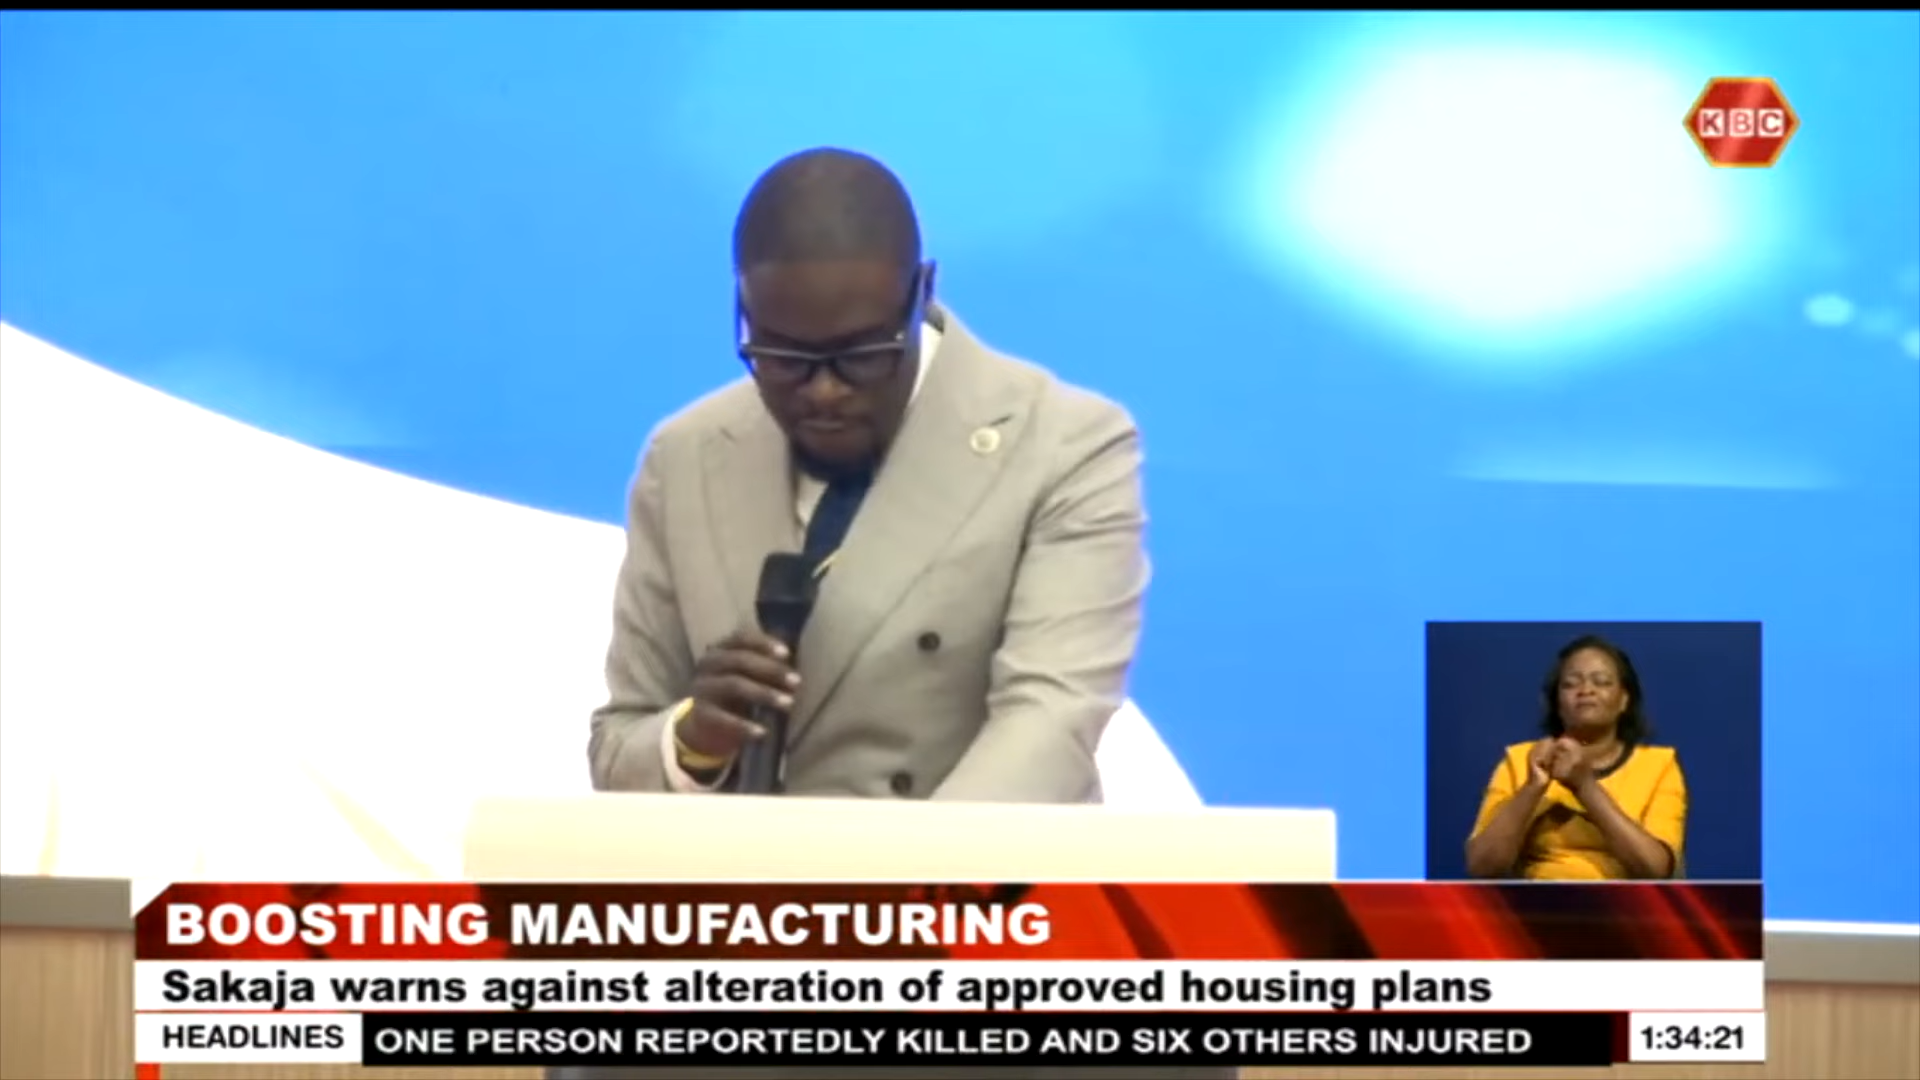 KBC
BOOSTING MANUFACTURING
Sakaja warns against alteration of approved housing plans
HEADLINES ONE PERSON REPORTEDLY KILLED AND SIX OTHERS INJURED 1:34:21